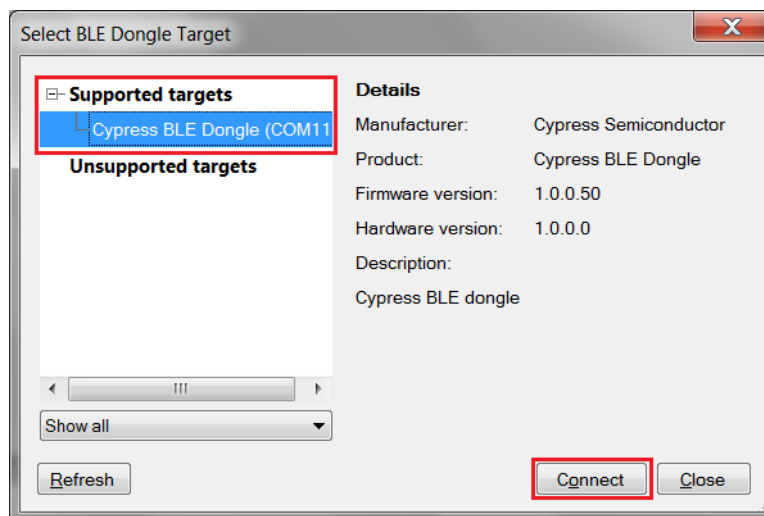 Select BLE Dongle Target
Supported targets
Cypress BLE Dongle (COM11
Unsupported targets
Show all
Refresh
Details
Manufacturer: Cypress Semiconductor
Product: Cypress BLE Dongle
Firmware version: 1.0.0.50
Hardware version: 1.0.0.0
Description:
Cypress BLE dongle
Connect
Close